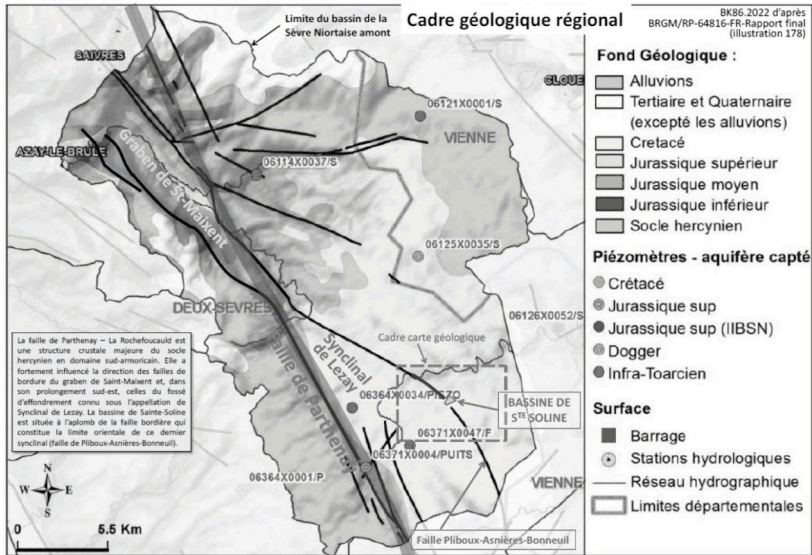 Limite du bassin de la
Sèvre Niortaise amont
Cadre géologique régional
BK86.2022 d'après
BRGM/RP-64816-FR-Rapport final
(illustration 178)
SAIVRES
CLOUE
06121X0001/S
VIENNE
AZAY-LE-BRULE
06114X0037/S
Graben de St-Maixent
06125X0035/S
DEUX-SEVRES
06126X0052/S
Cadre carte géologique
Synclinal
de Lezay
Faille de Parthenay
06364X0034/PIEZO
BASSINE DE
STE SOLINE
06371X0047/F
06371X0004/PUITS
06364X0001/P
VIENNE
Faille Pliboux-Asnières-Bonneuil
La faille de Parthenay – La Rochefoucauld est
une structure crustale majeure du socle
hercynien en domaine sud-armoricain. Elle a
fortement influencé la direction des failles de
bordure du graben de Saint-Maixent et, dans
son prolongement sud-est, celles du fossé
d'effondrement connu sous l'appellation de
Synclinal de Lezay. La bassine de Sainte-Soline
est située à l'aplomb de la faille bordière qui
constitue la limite orientale de ce dernier
synclinal (faille de Pliboux-Asnières-Bonneuil).
N
W E
S
0 5.5 Km
Fond Géologique :
Alluvions
Tertiaire et Quaternaire
(excepté les alluvions)
Cretacé
Jurassique supérieur
Jurassique moyen
Jurassique inférieur
Socle hercynien
Piézomètres - aquifère capté
Crétacé
Jurassique sup
Jurassique sup (IIBSN)
Dogger
Infra-Toarcien
Surface
Barrage
Stations hydrologiques
Réseau hydrographique
Limites départementales